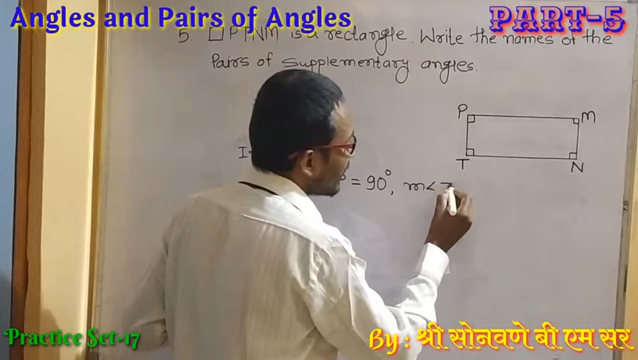 Angles and Pairs of Angles
PART-5
5. □ PTNM is a rectangle. Write the names of the
Pairs of supplementary angles.
P M
T N
= 90°, m<
Practice Set-17
By : श्री सोनवणे बी एम सर